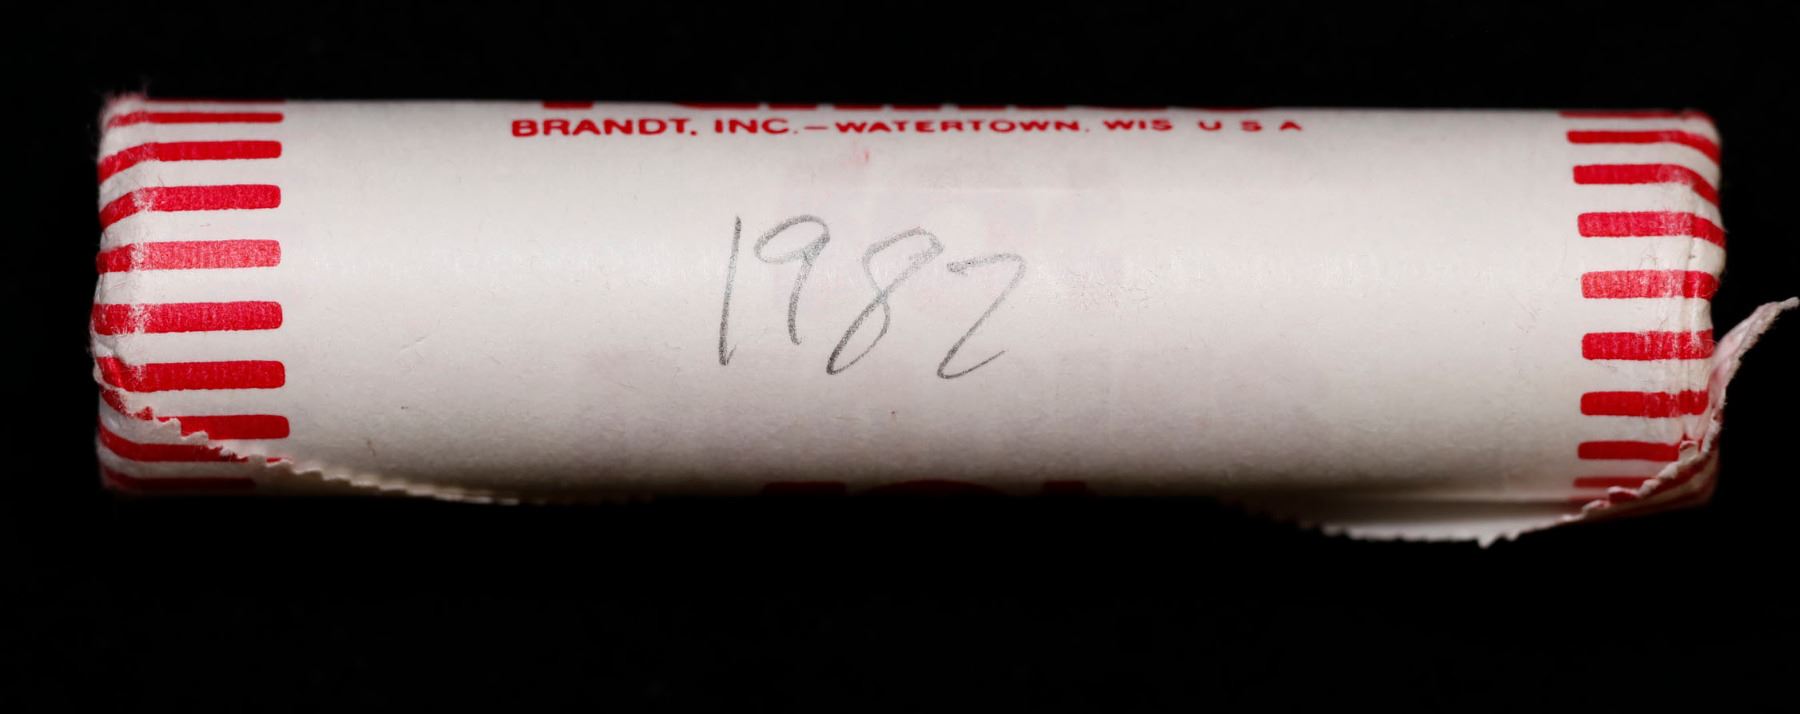 BRANDT, INC.—WATERTOWN, WIS U S A
1982